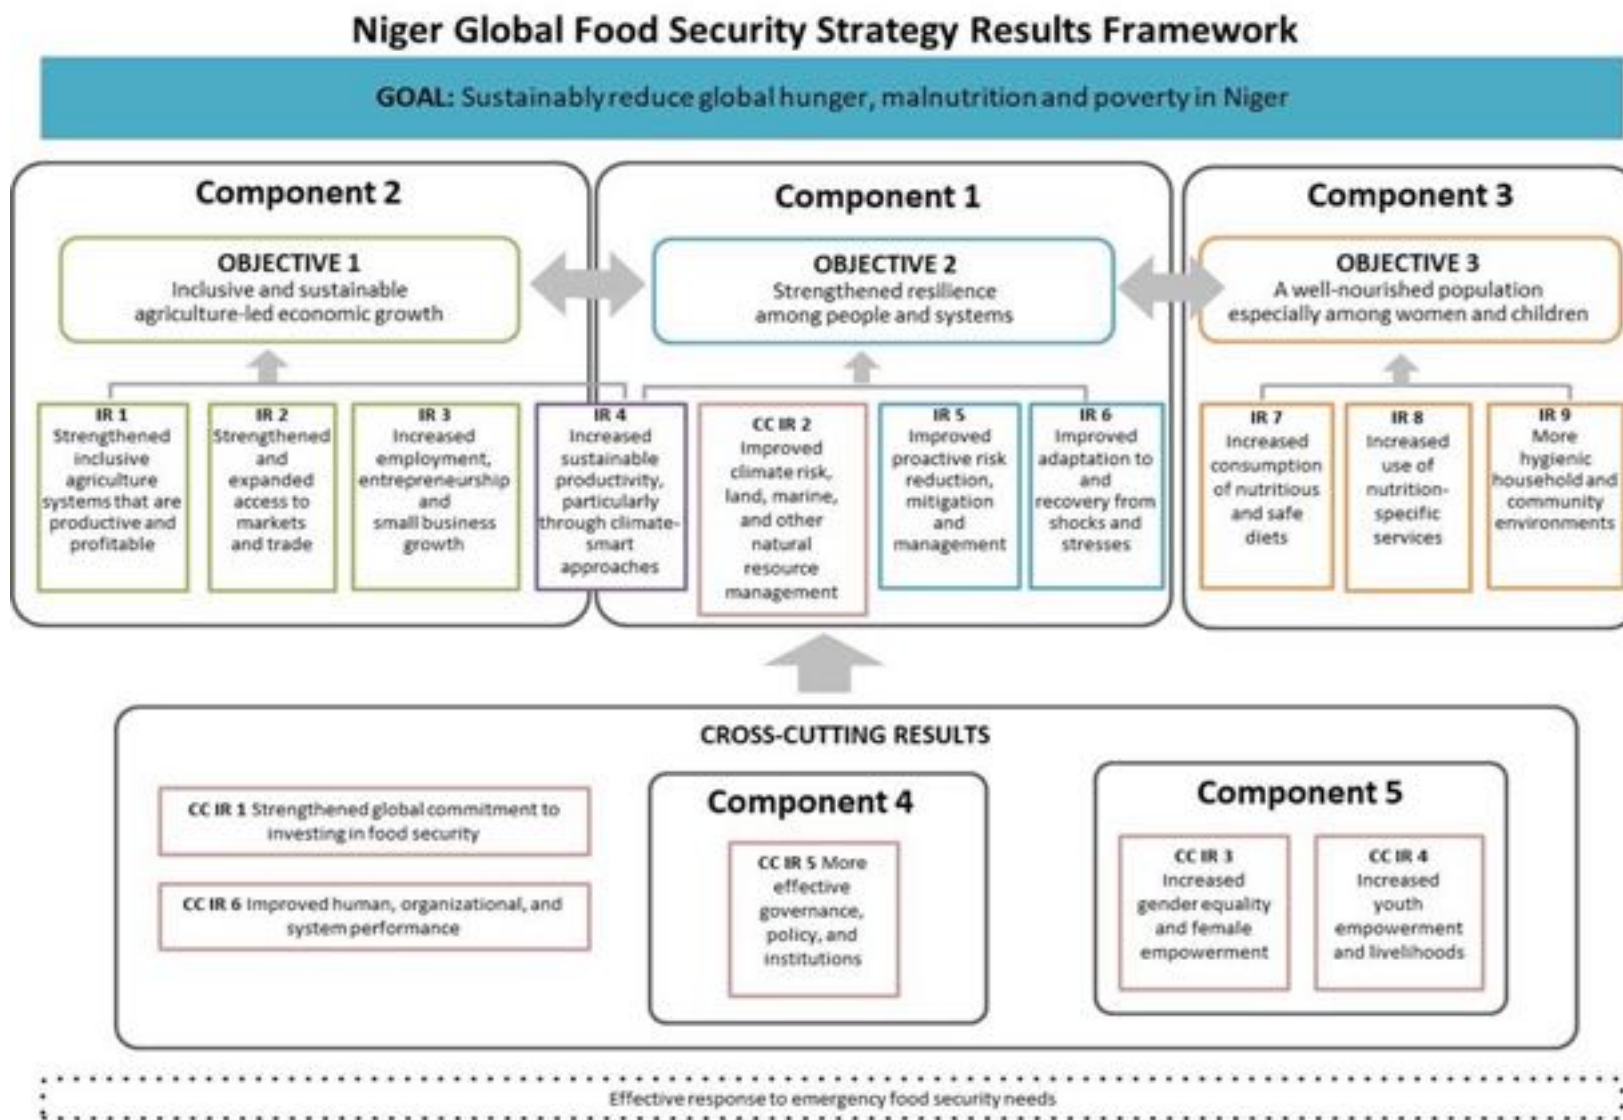 Niger Global Food Security Strategy Results Framework
GOAL: Sustainably reduce global hunger, malnutrition and poverty in Niger
Component 2
OBJECTIVE 1
Inclusive and sustainable
agriculture-led economic growth
IR 1
Strengthened
inclusive
agriculture
systems that are
productive and
profitable
IR 2
Strengthened
and
expanded
access to
markets
and trade
IR 3
Increased
employment,
entrepreneurship
and
small business
growth
IR 4
Increased
sustainable
productivity,
particularly
through climate-
smart
approaches
Component 1
OBJECTIVE 2
Strengthened resilience
among people and systems
CC IR 2
Improved
climate risk,
land, marine,
and other
natural
resource
management
IR 5
Improved
proactive risk
reduction,
mitigation
and
management
IR 6
Improved
adaptation to
and
recovery from
shocks and
stresses
Component 3
OBJECTIVE 3
A well-nourished population
especially among women and children
IR 7
Increased
consumption
of nutritious
and safe
diets
IR 8
Increased
use of
nutrition-
specific
services
IR 9
More
hygienic
household and
community
environments
CROSS-CUTTING RESULTS
CC IR 1 Strengthened global commitment to
investing in food security
CC IR 6 Improved human, organizational, and
system performance
Component 4
CC IR 5 More
effective
governance,
policy, and
institutions
Component 5
CC IR 3
Increased
gender equality
and female
empowerment
CC IR 4
Increased
youth
empowerment
and livelihoods
Effective response to emergency food security needs